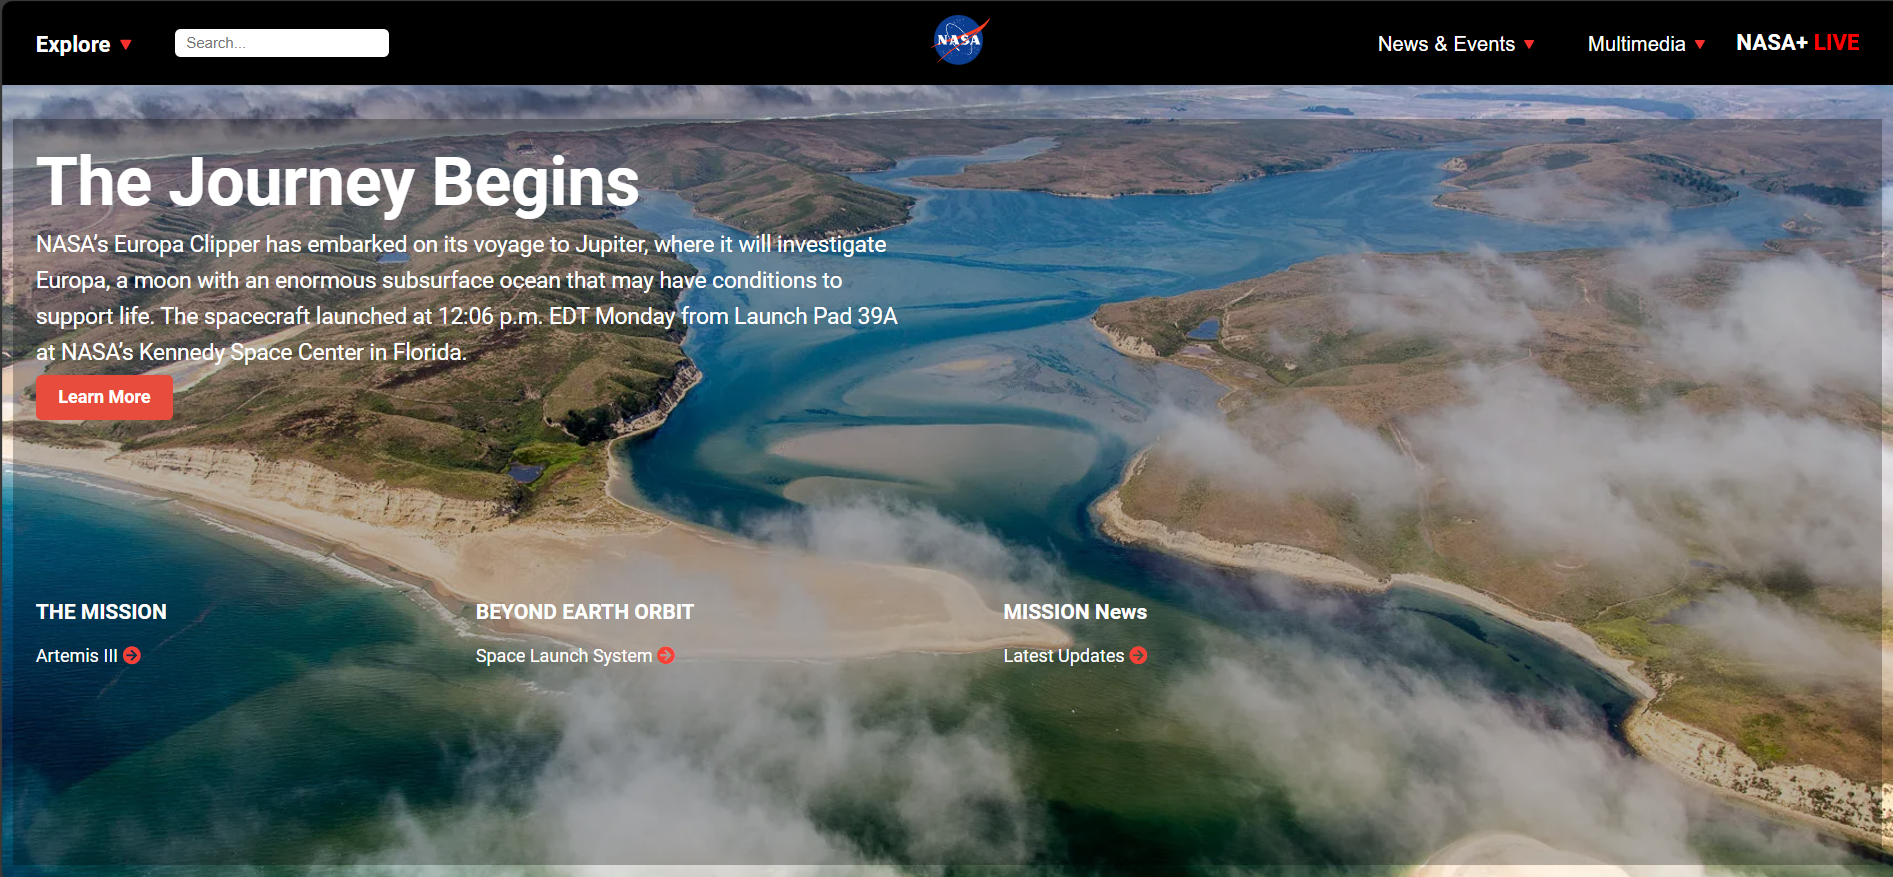 Explore
Search...
NASA
News & Events
Multimedia
NASA+ LIVE
The Journey Begins
NASA’s Europa Clipper has embarked on its voyage to Jupiter, where it will investigate
Europa, a moon with an enormous subsurface ocean that may have conditions to
support life. The spacecraft launched at 12:06 p.m. EDT Monday from Launch Pad 39A
at NASA’s Kennedy Space Center in Florida.
Learn More
THE MISSION
Artemis III
BEYOND EARTH ORBIT
Space Launch System
MISSION News
Latest Updates